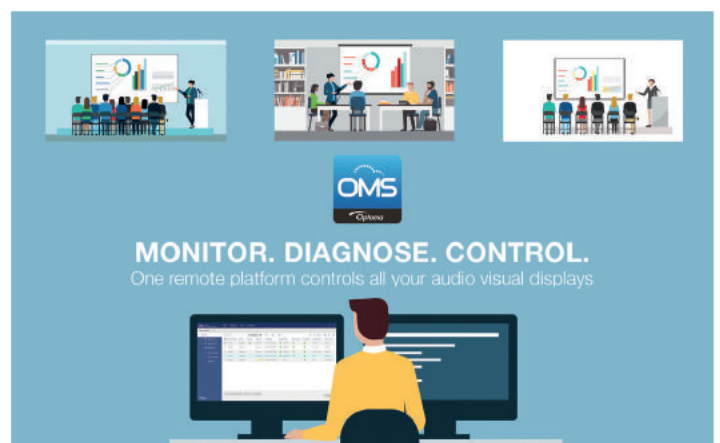 OMS
Optoma
MONITOR. DIAGNOSE. CONTROL.
One remote platform controls all your audio visual displays